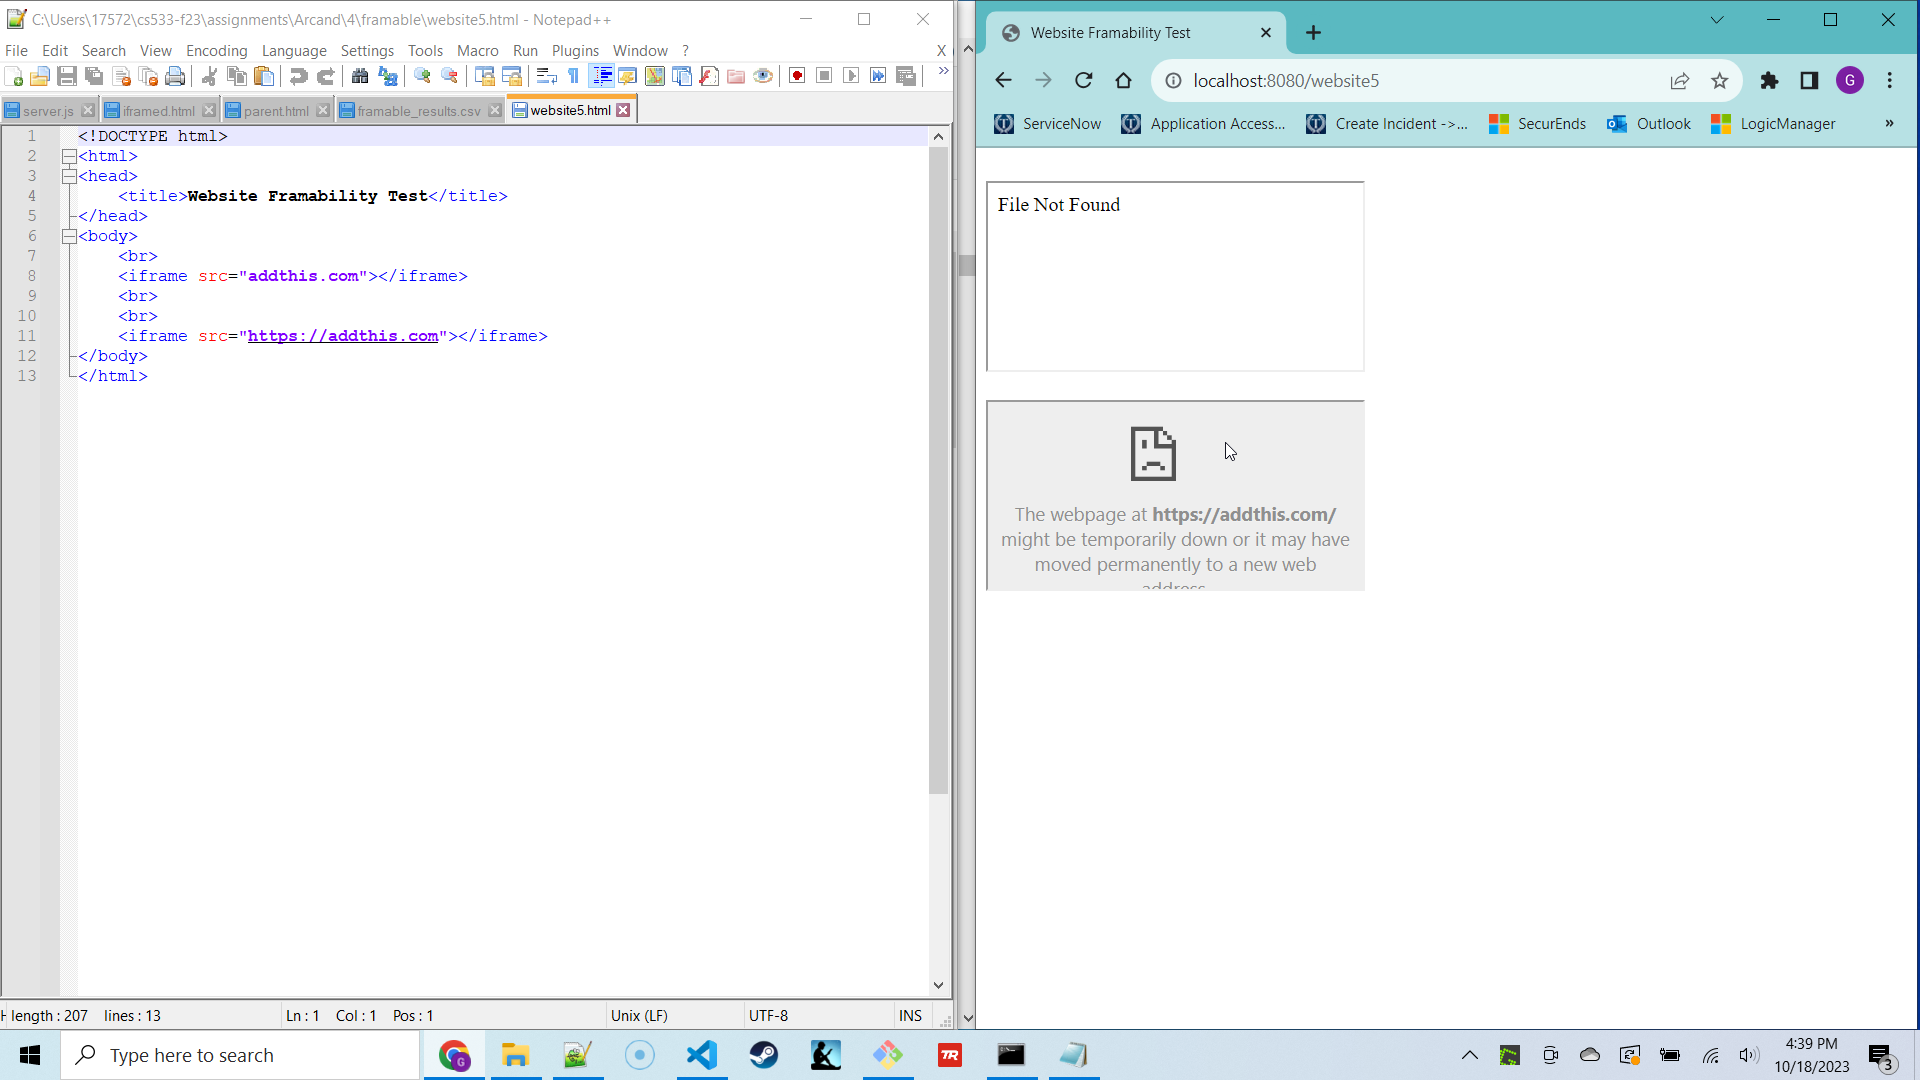 C:\Users\17572\cs533-f23\assignments\Arcand\4\framable\website5.html - Notepad++
File Edit Search View Encoding Language Settings Tools Macro Run Plugins Window ? X
server.js iframed.html parent.html framable_results.csv website5.html
1 <!DOCTYPE html>
2 <html>
3 <head>
4 <title>Website Framability Test</title>
5 </head>
6 <body>
7 <br>
8 <iframe src="addthis.com"></iframe>
9 <br>
10 <br>
11 <iframe src="https://addthis.com"></iframe>
12 </body>
13 </html>
length : 207 lines : 13 Ln : 1 Col : 1 Pos : 1 Unix (LF) UTF-8 INS
Website Framability Test
localhost:8080/website5
G
ServiceNow Application Access... Create Incident ->... SecurEnds Outlook LogicManager »
File Not Found
The webpage at https://addthis.com/
might be temporarily down or it may have
moved permanently to a new web
address.
Type here to search
G
TR
4:39 PM
10/18/2023
3